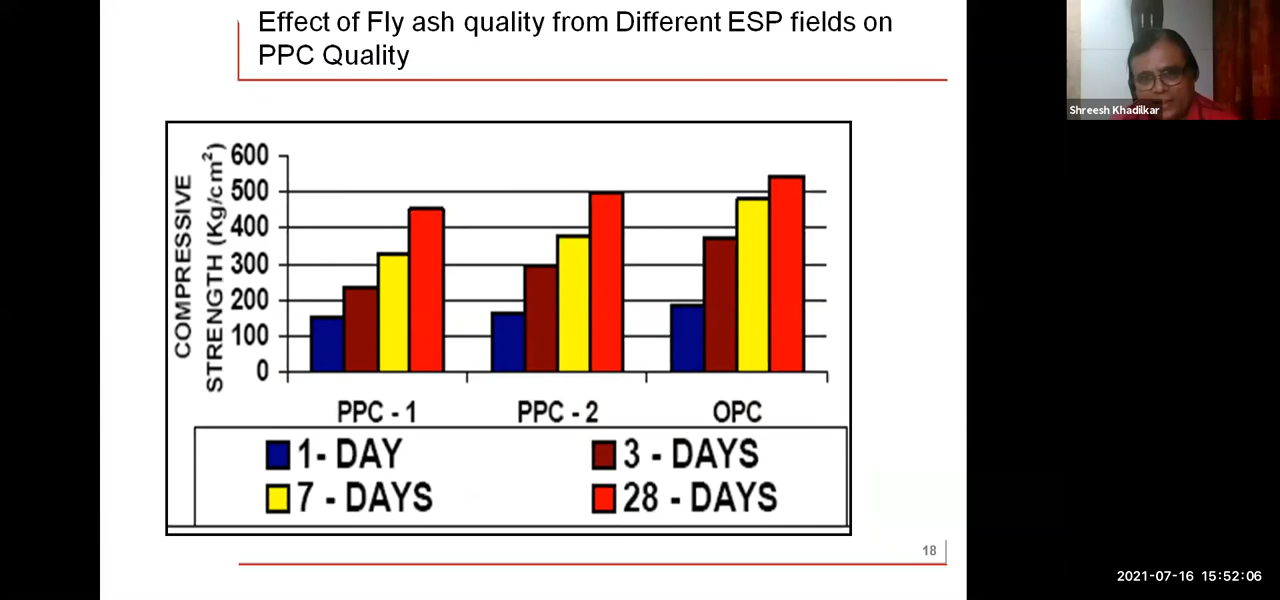 Effect of Fly ash quality from Different ESP fields on
PPC Quality
Shreesh Khadilkar
COMPRESSIVE
STRENGTH (Kg/cm²)
600
500
400
300
200
100
0
PPC - 1 PPC - 2 OPC
1- DAY 3 - DAYS
7 - DAYS 28 - DAYS
18
2021-07-16 15:52:06